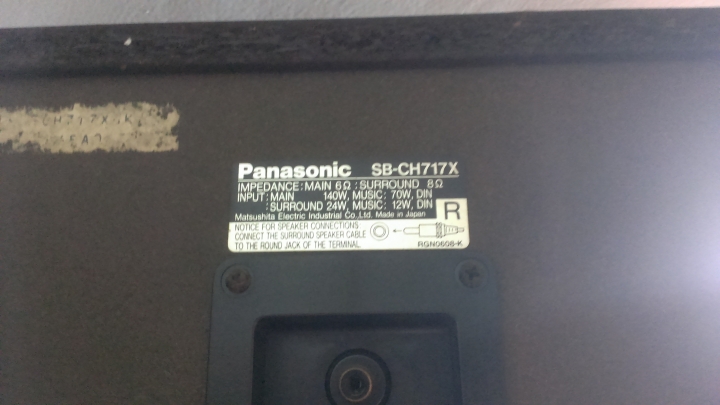 CH717X
Panasonic SB-CH717X
IMPEDANCE:MAIN 6Ω : SURROUND 8Ω
INPUT:MAIN 140W, MUSIC: 70W, DIN
:SURROUND 24W, MUSIC: 12W, DIN
Matsushita Electric Industrial Co.,Ltd. Made in Japan
R
NOTICE FOR SPEAKER CONNECTIONS
CONNECT THE SURROUND SPEAKER CABLE
TO THE ROUND JACK OF THE TERMINAL.
RGN0608-K